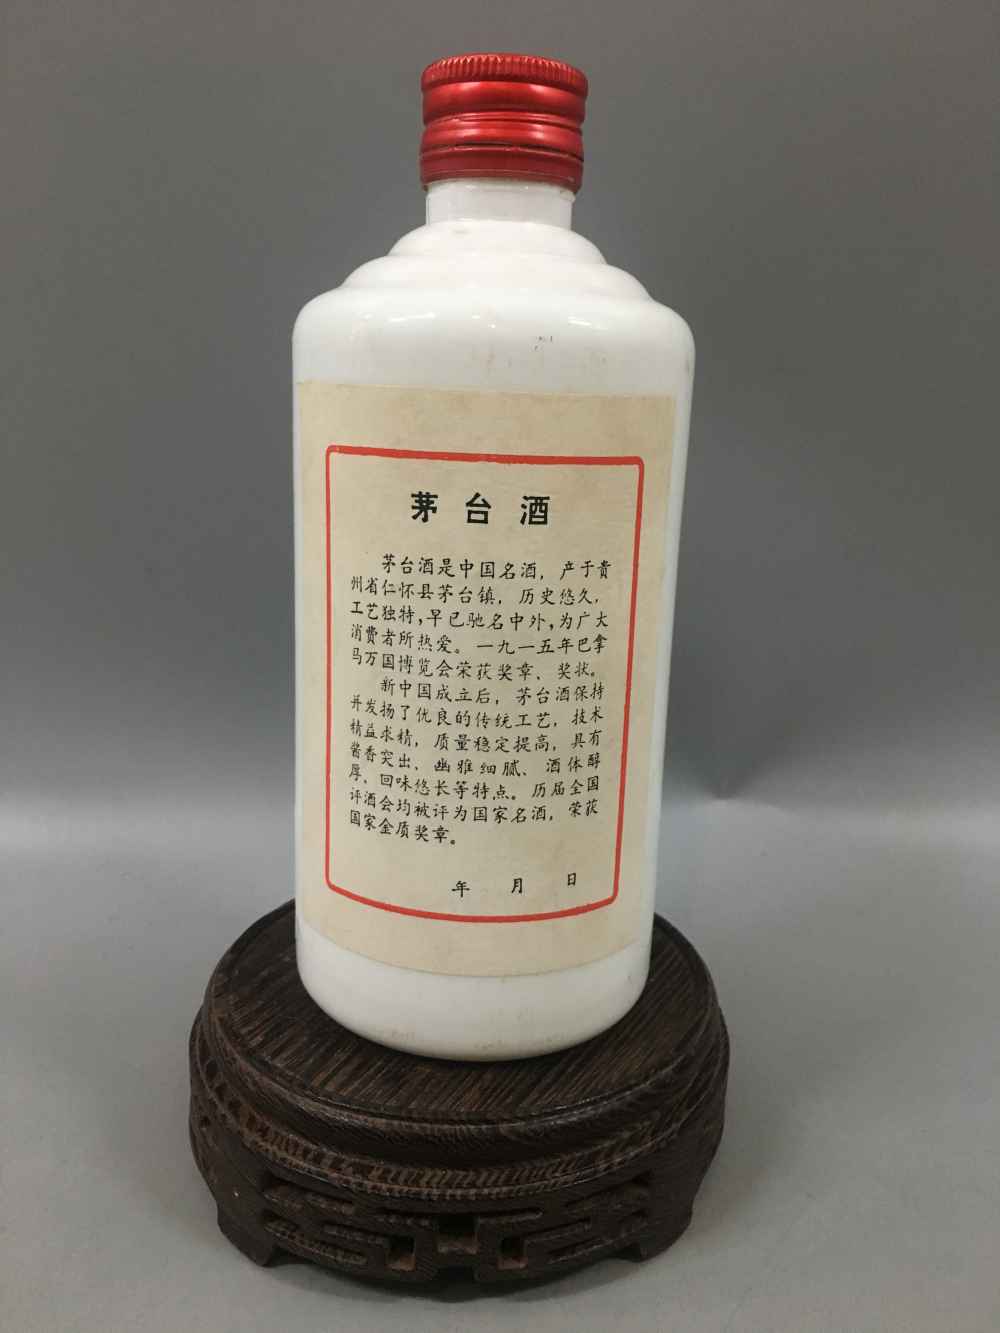 茅台酒
茅台酒是中国名酒，产于贵
州省仁怀县茅台镇，历史悠久，
工艺独特，早已驰名中外，为广大
消费者所热爱。一九一五年巴拿
马万国博览会荣获奖章、奖状。
新中国成立后，茅台酒保持
并发扬了优良的传统工艺，技术
精益求精，质量稳定提高，具有
酱香突出、幽雅细腻、酒体醇
厚、回味悠长等特点。历届全国
评酒会均被评为国家名酒，荣获
国家金质奖章。
年 月 日